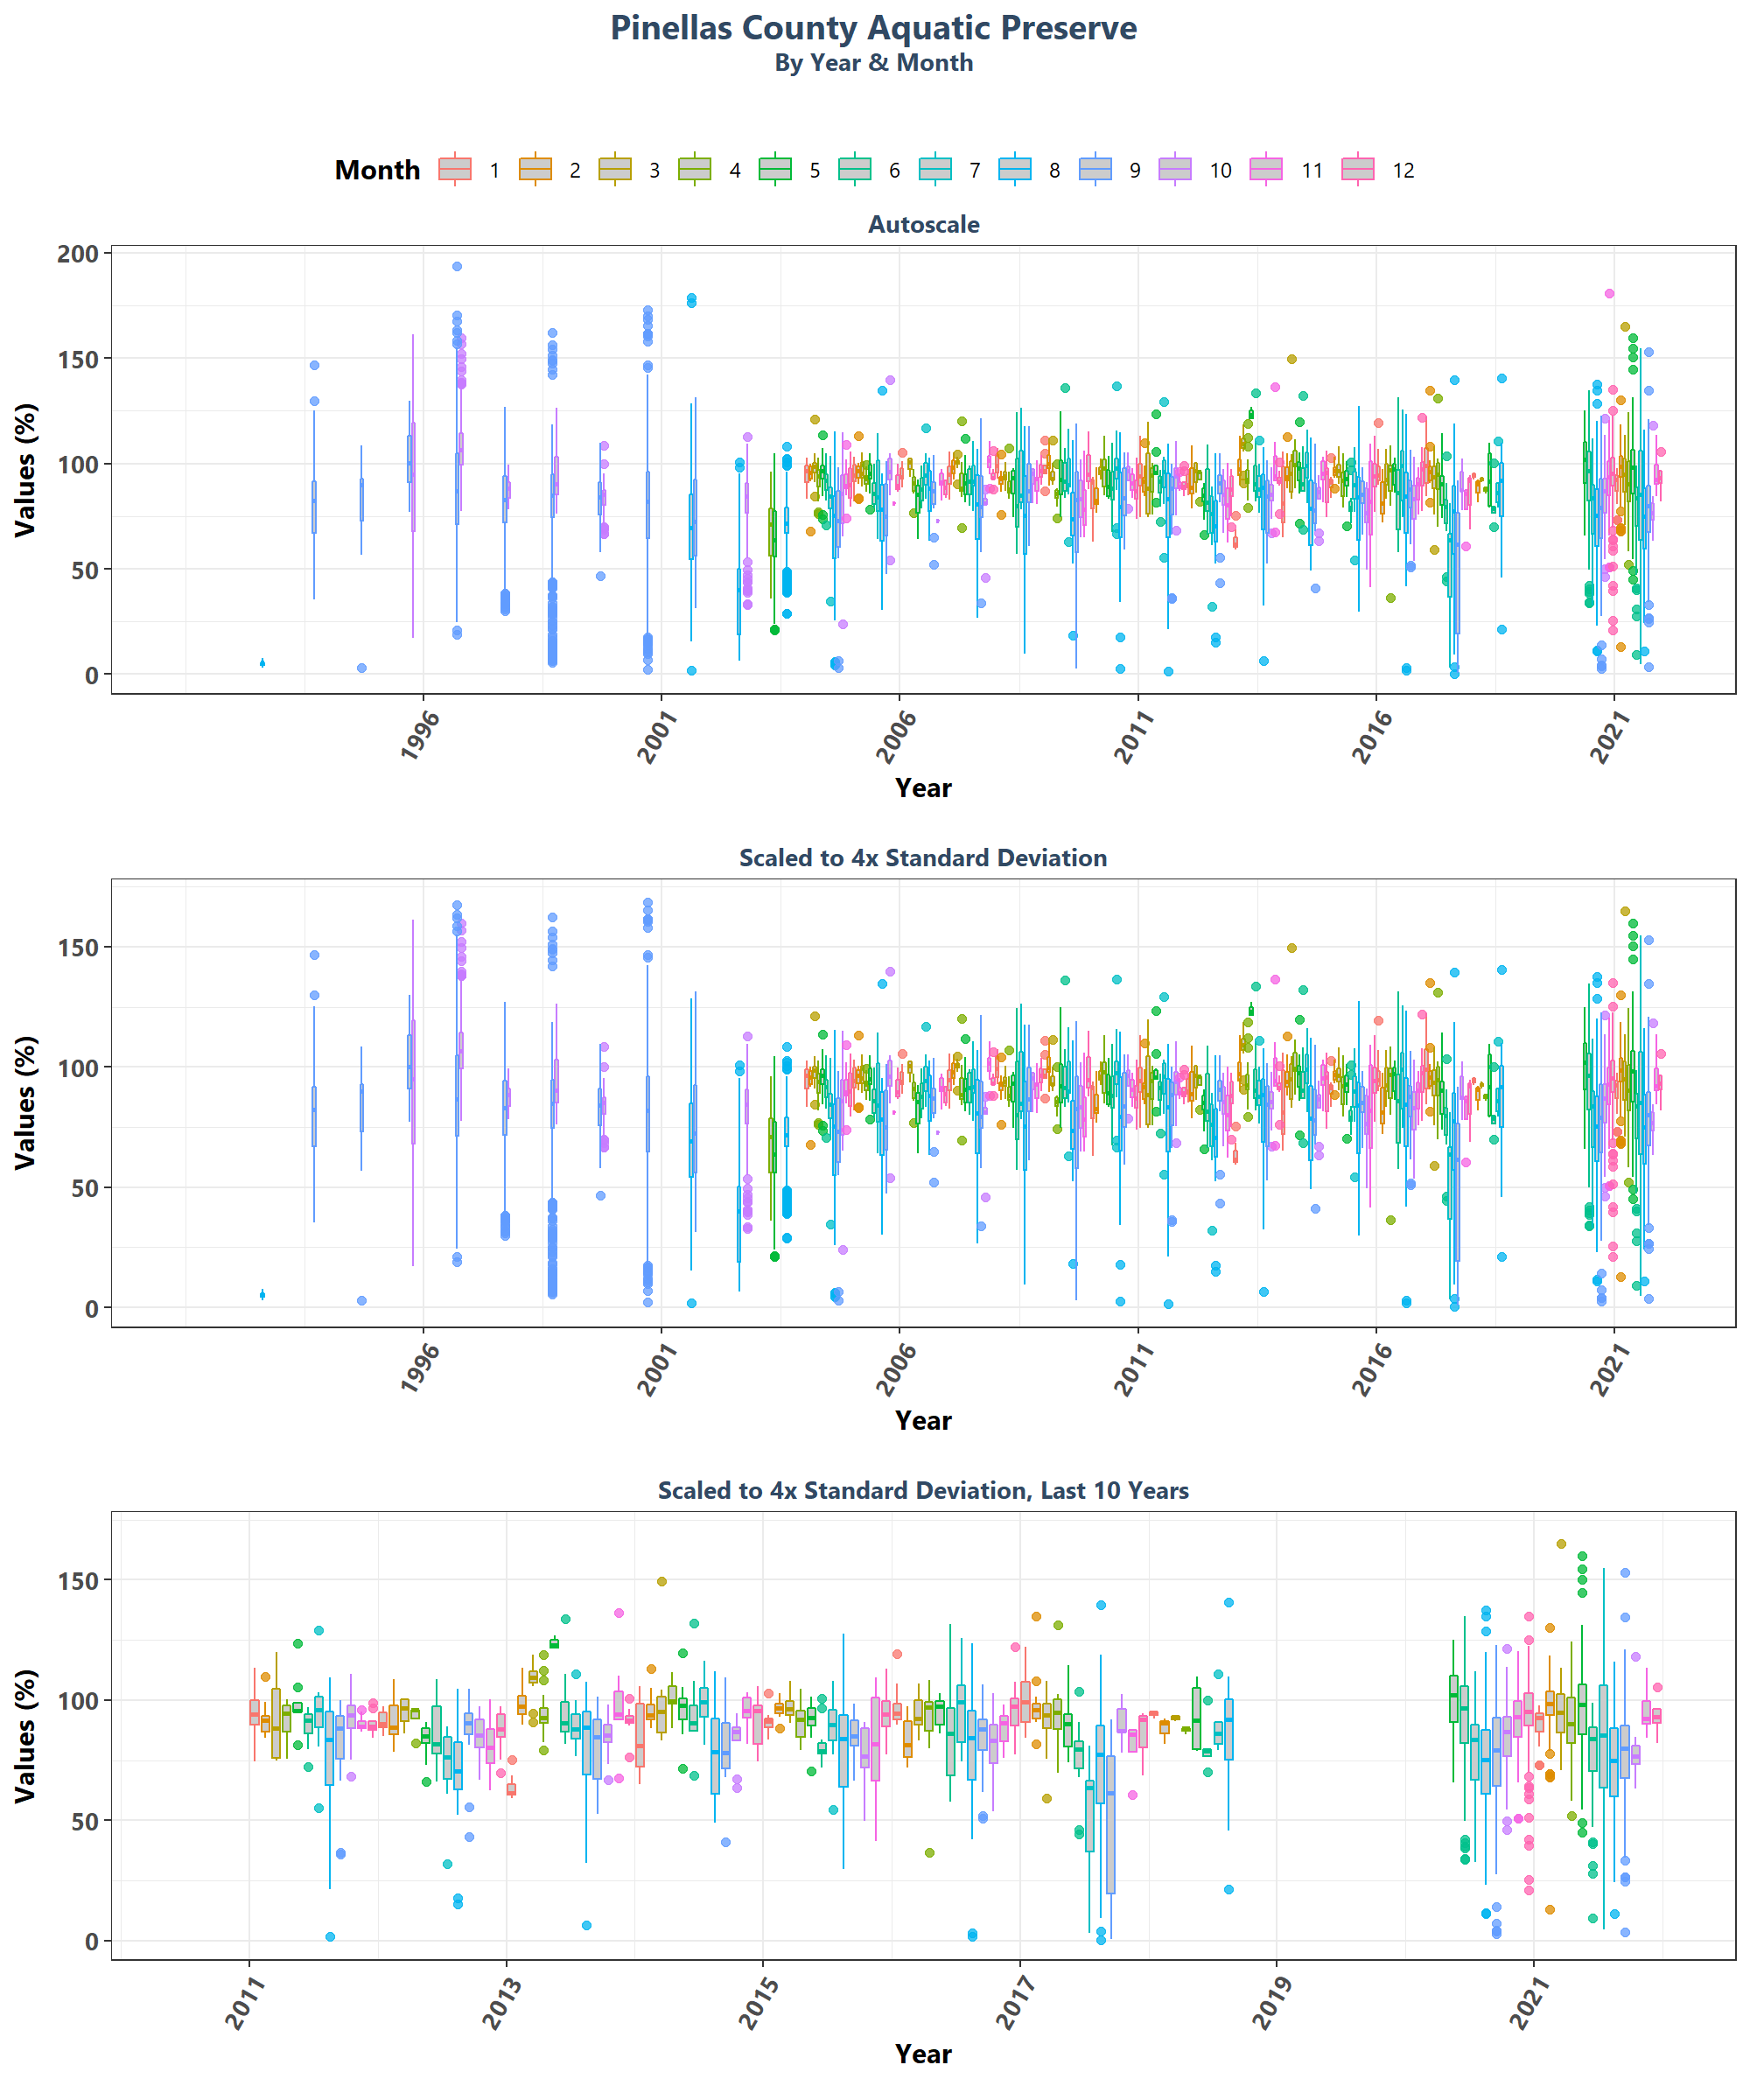 Pinellas County Aquatic Preserve
By Year & Month
Month 1 2 3 4 5 6 7 8 9 10 11 12
Autoscale
Values (%)
200
150
100
50
0
1996 2001 2006 2011 2016 2021
Year
Scaled to 4x Standard Deviation
Values (%)
150
100
50
0
1996 2001 2006 2011 2016 2021
Year
Scaled to 4x Standard Deviation, Last 10 Years
Values (%)
150
100
50
0
2011 2013 2015 2017 2019 2021
Year